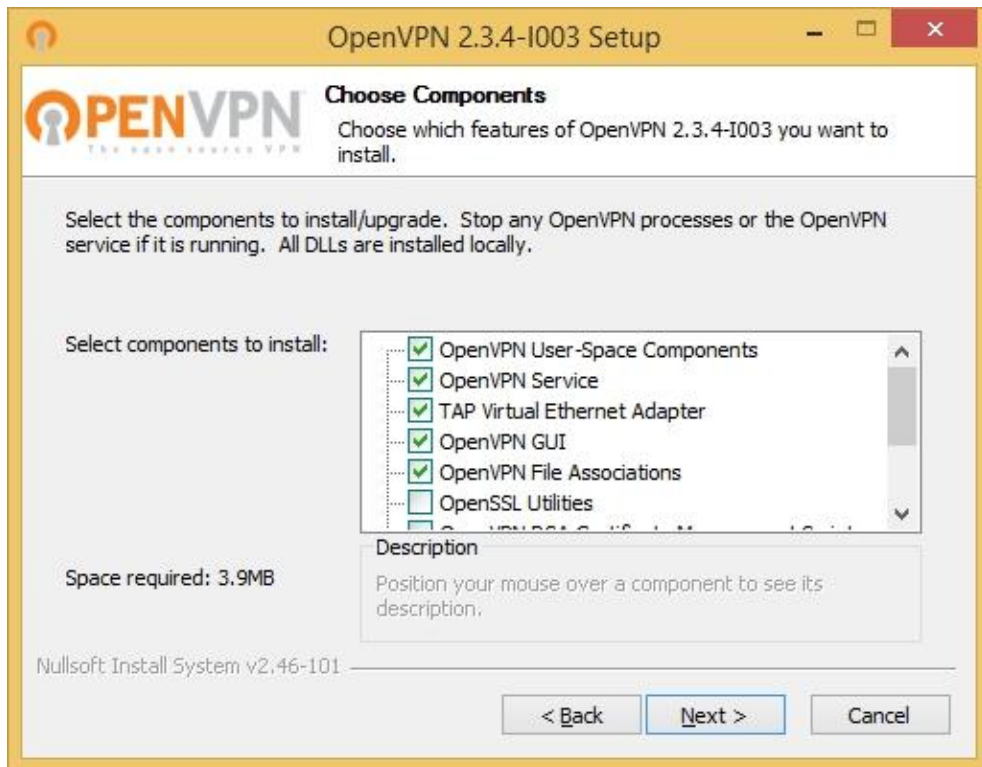 OpenVPN 2.3.4-I003 Setup
OPENVPN
The open source VPN
Choose Components
Choose which features of OpenVPN 2.3.4-I003 you want to
install.
Select the components to install/upgrade. Stop any OpenVPN processes or the OpenVPN
service if it is running. All DLLs are installed locally.
Select components to install:
OpenVPN User-Space Components
OpenVPN Service
TAP Virtual Ethernet Adapter
OpenVPN GUI
OpenVPN File Associations
OpenSSL Utilities
Space required: 3.9MB
Description
Position your mouse over a component to see its
description.
Nullsoft Install System v2.46-101
< Back
Next >
Cancel